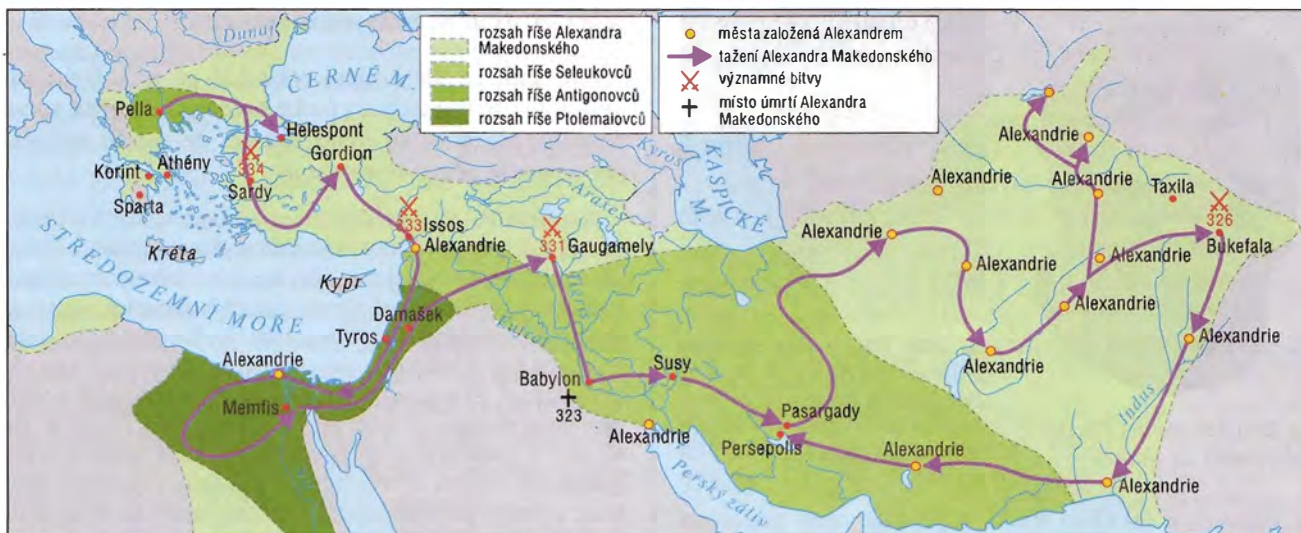 rozsah říše Alexandra
Makedonského
rozsah říše Seleukovců
rozsah říše Antigonovců
rozsah říše Ptolemaiovců
města založená Alexandrem
tažení Alexandra Makedonského
významné bitvy
místo úmrtí Alexandra
Makedonského
Dunaj
ČERNÉ M.
Pella
Helespont
Gordion
Korint
Athény
334
Sardy
Sparta
Kréta
STŘEDOZEMNÍ MOŘE
Kypr
333
Issos
Alexandrie
Kyros
Araxes
KASPICKÉ
M.
331
Gaugamely
Tigris
Eufrat
Damašek
Tyros
Alexandrie
Memfis
Nil
Babylon
323
Susy
Alexandrie
Pasargady
Persepolis
Perský záliv
Alexandrie
Alexandrie
Alexandrie
Alexandrie
Alexandrie
Taxila
326
Bukefala
Alexandrie
Alexandrie
Alexandrie
Alexandrie
Alexandrie
Indus
Alexandrie
Alexandrie